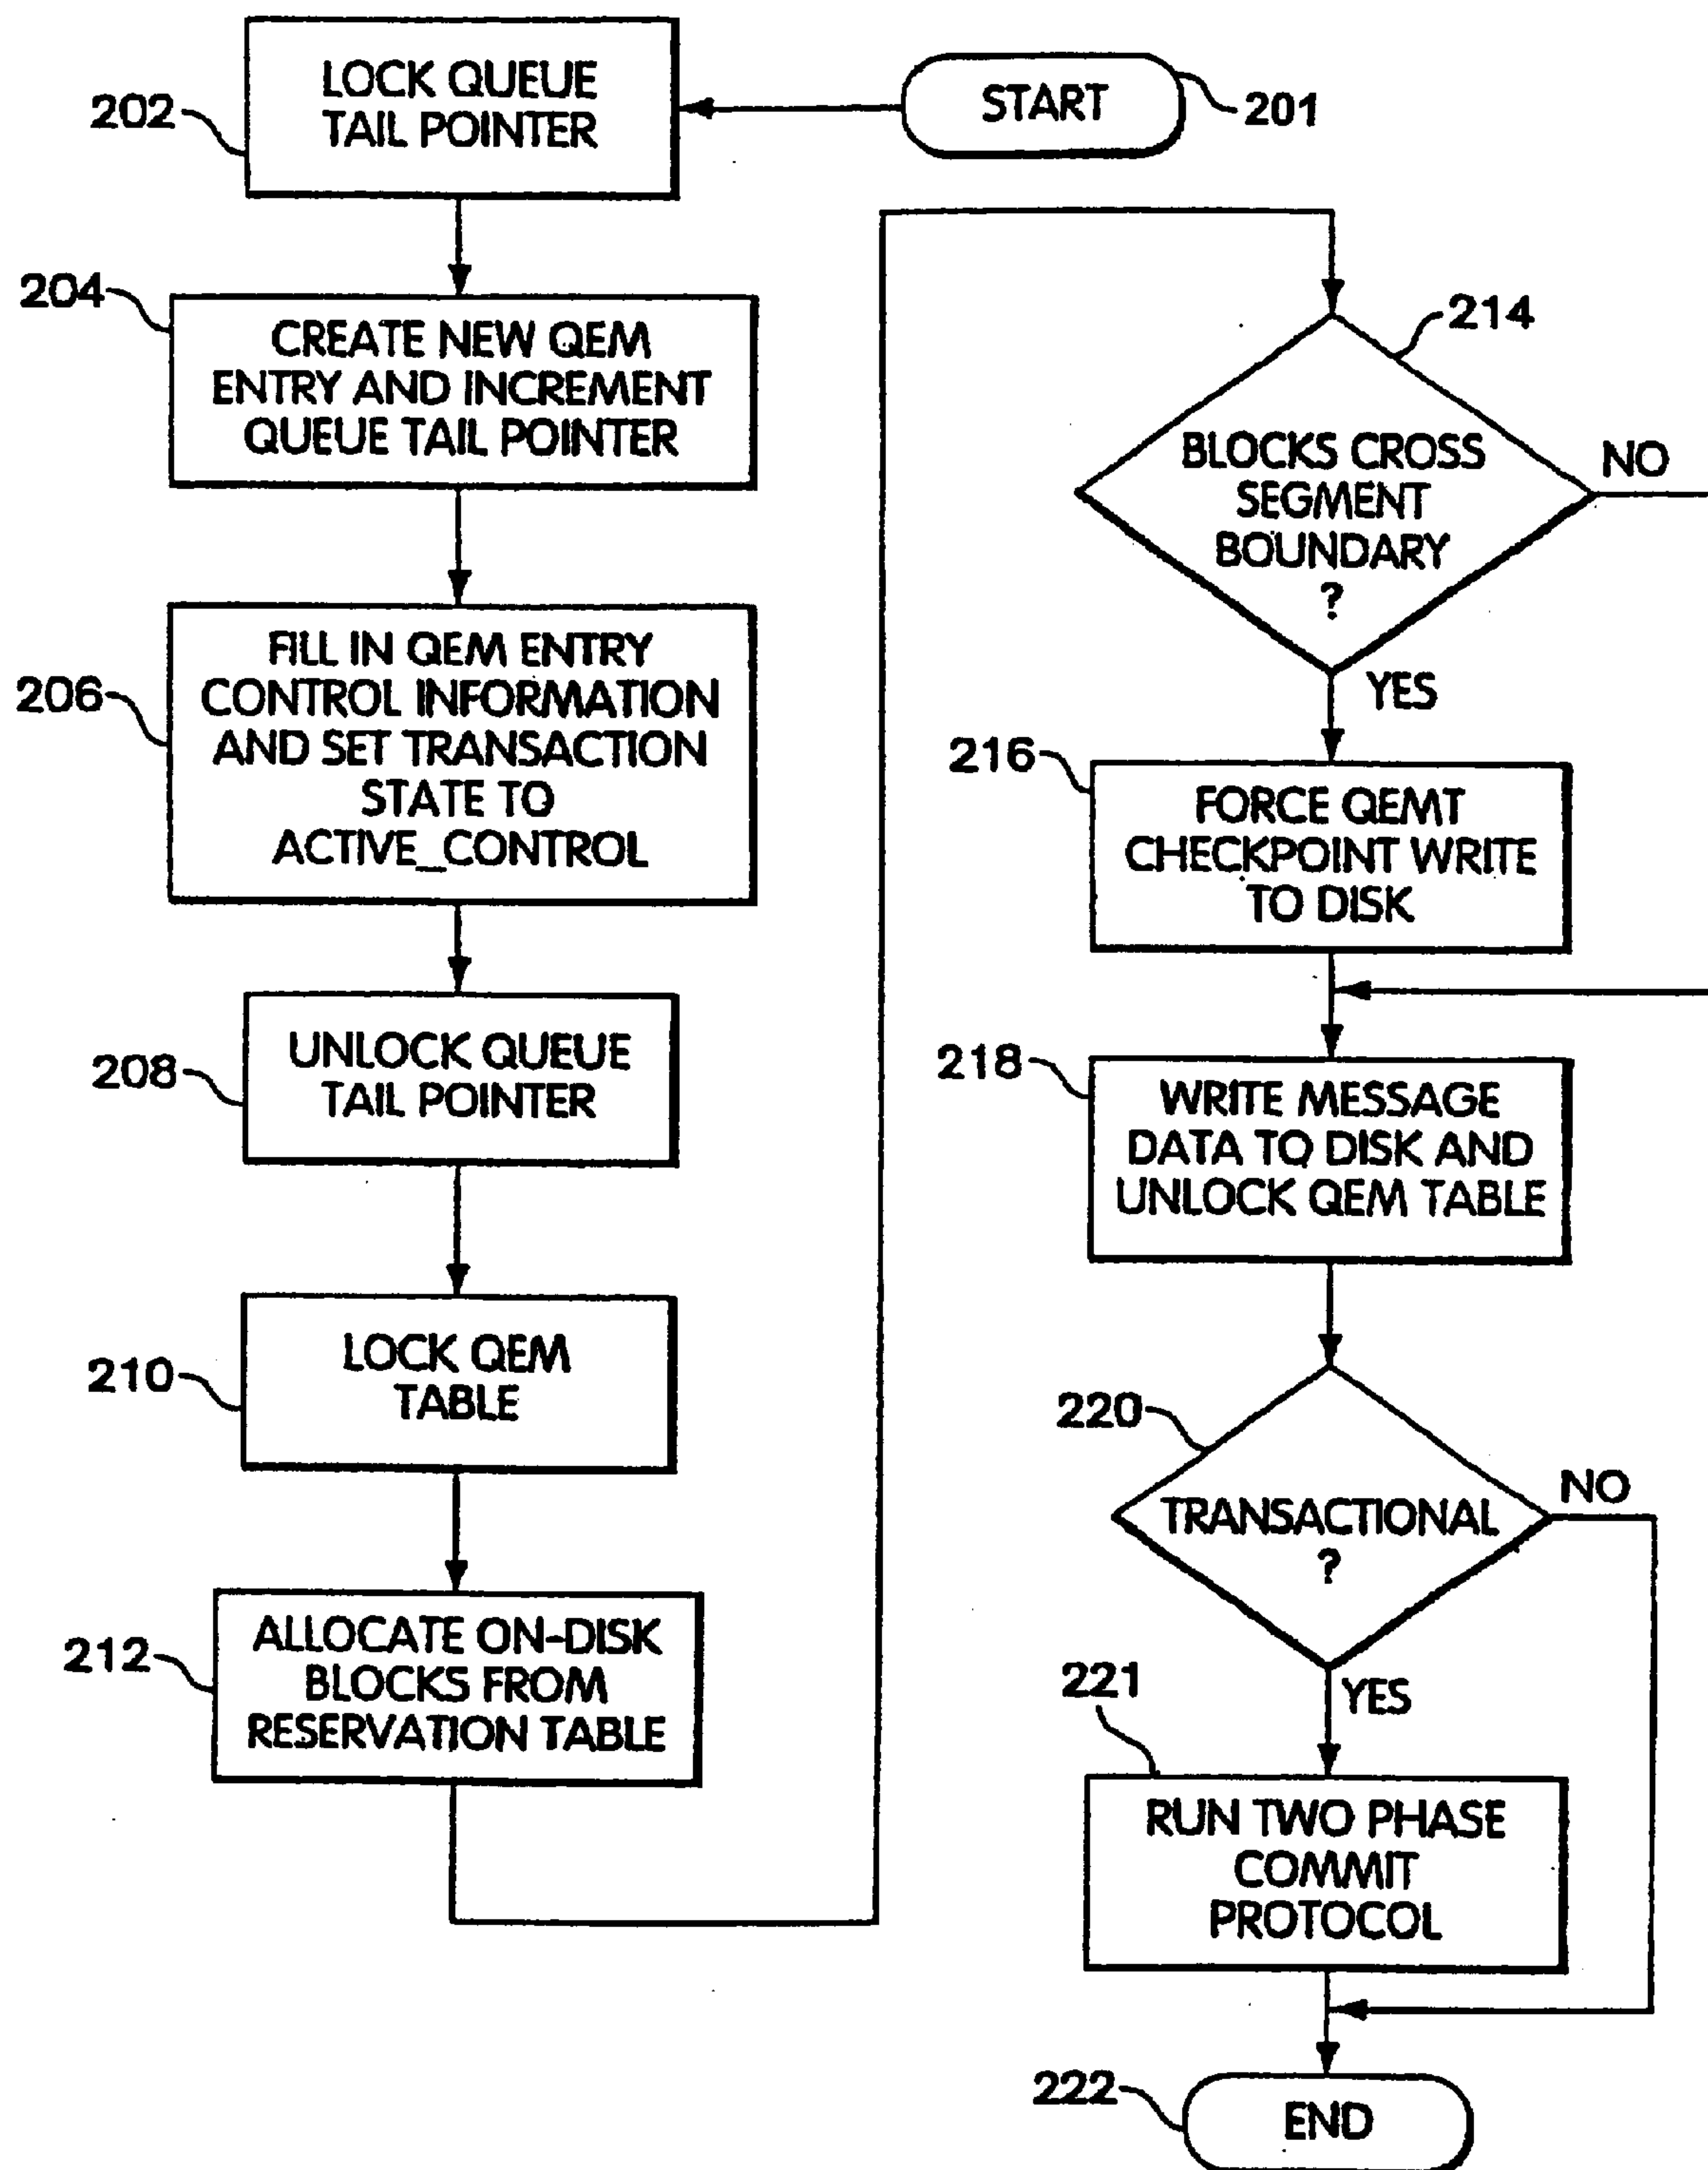 START
201
202
LOCK QUEUE
TAIL POINTER
204
CREATE NEW QEM
ENTRY AND INCREMENT
QUEUE TAIL POINTER
206
FILL IN QEM ENTRY
CONTROL INFORMATION
AND SET TRANSACTION
STATE TO
ACTIVE_CONTROL
208
UNLOCK QUEUE
TAIL POINTER
210
LOCK QEM
TABLE
212
ALLOCATE ON-DISK
BLOCKS FROM
RESERVATION TABLE
214
BLOCKS CROSS
SEGMENT
BOUNDARY
?
NO
YES
216
FORCE QEMT
CHECKPOINT WRITE
TO DISK
218
WRITE MESSAGE
DATA TO DISK AND
UNLOCK QEM TABLE
220
TRANSACTIONAL
?
NO
YES
221
RUN TWO PHASE
COMMIT
PROTOCOL
222
END